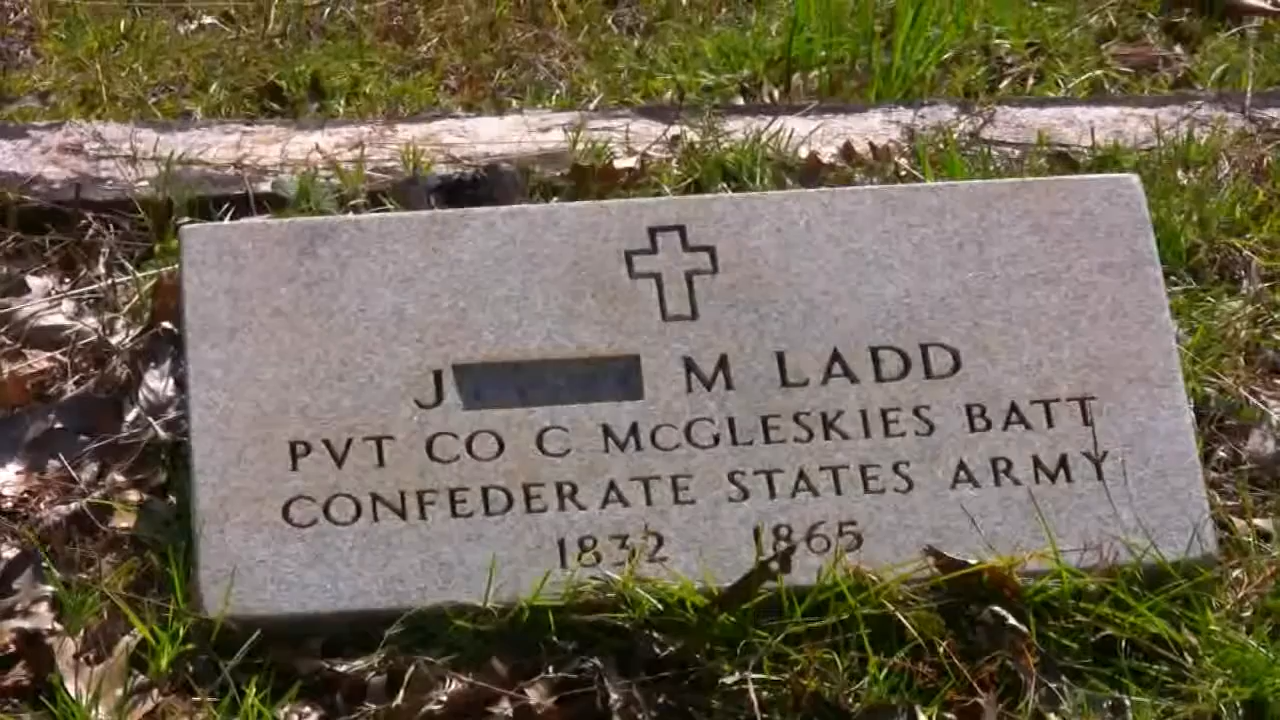 J M LADD
PVT CO C MCGLESKIES BATT
CONFEDERATE STATES ARMY
1832 1865